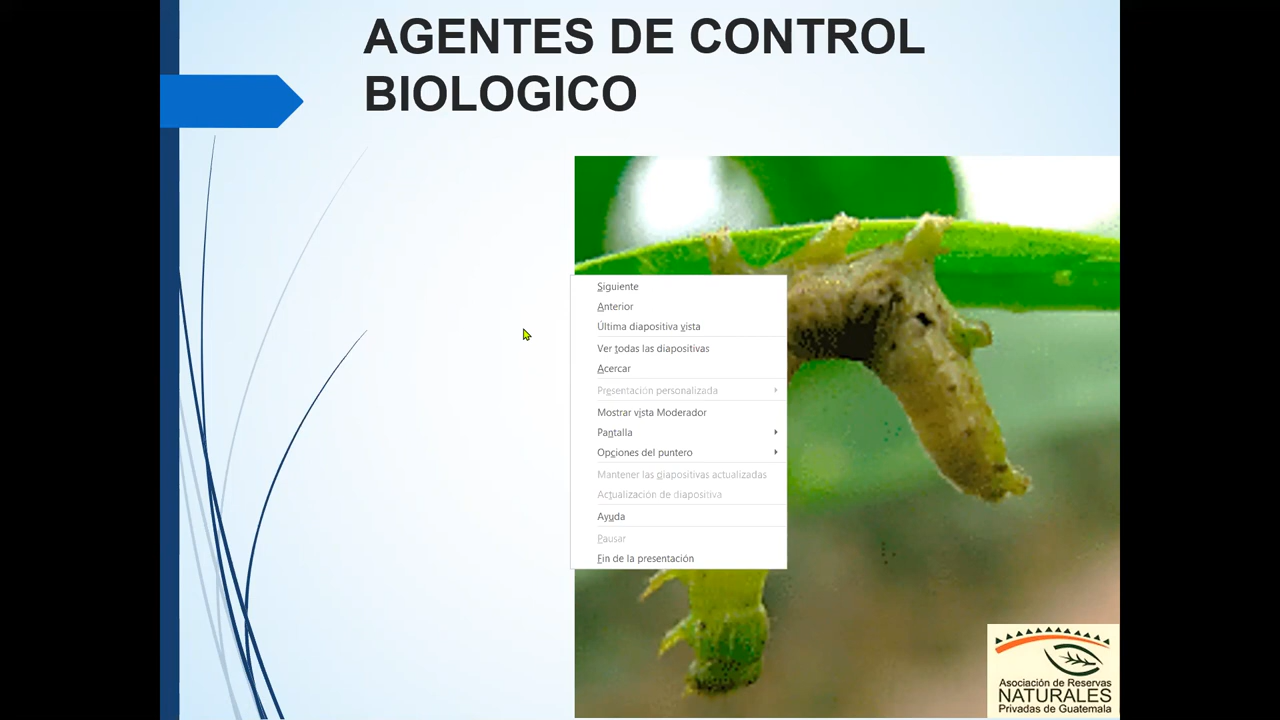 AGENTES DE CONTROL
BIOLOGICO
Siguiente
Anterior
Última diapositiva vista
Ver todas las diapositivas
Acercar
Presentación personalizada
Mostrar vista Moderador
Pantalla
Opciones del puntero
Mantener las diapositivas actualizadas
Actualización de diapositiva
Ayuda
Pausar
Fin de la presentación
Asociación de Reservas
NATURALES
Privadas de Guatemala